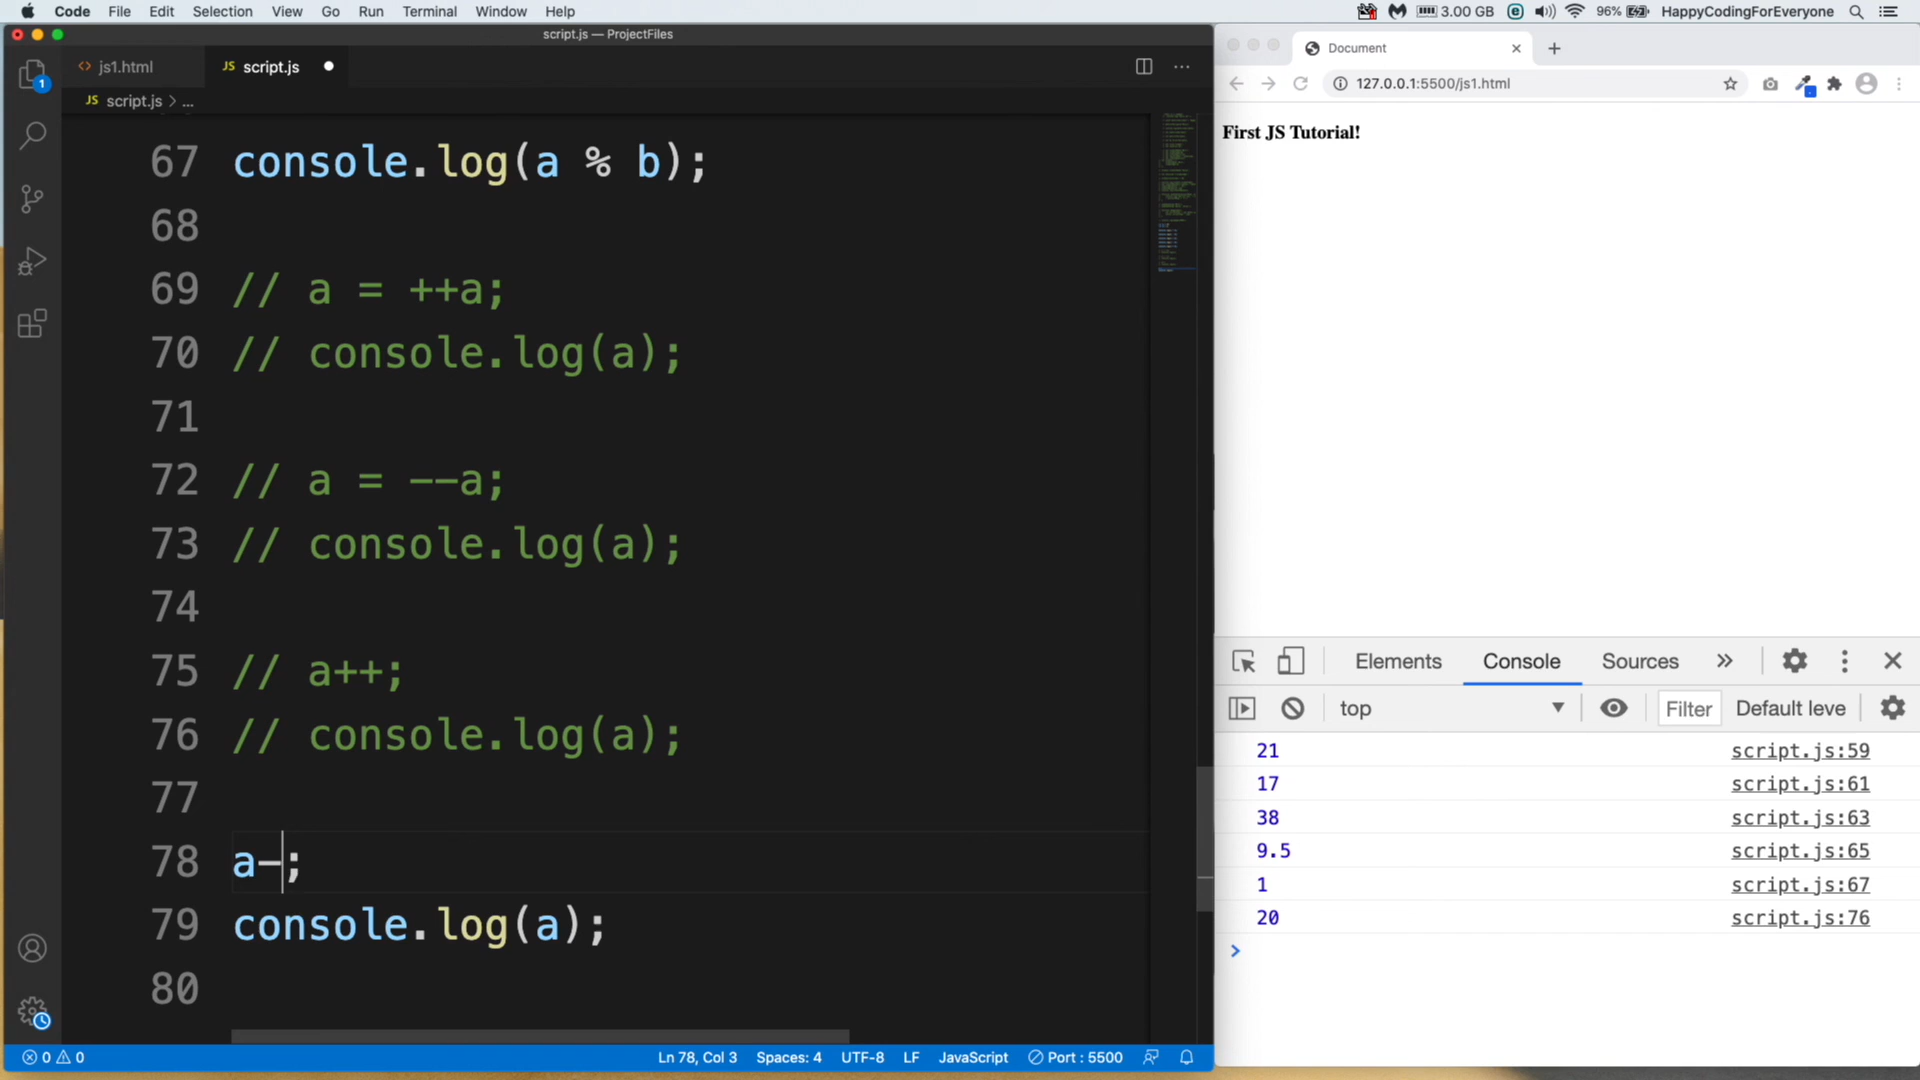 Code File Edit Selection View Go Run Terminal Window Help 3.00 GB 96% HappyCodingForEveryone
script.js — ProjectFiles
js1.html JS script.js
JS script.js > ...
67 console.log(a % b);
68
69 // a = ++a;
70 // console.log(a);
71
72 // a = --a;
73 // console.log(a);
74
75 // a++;
76 // console.log(a);
77
78 a-;
79 console.log(a);
80
1
0 0 Ln 78, Col 3 Spaces: 4 UTF-8 LF JavaScript Port : 5500
Document
127.0.0.1:5500/js1.html
First JS Tutorial!
Elements Console Sources »
top Filter Default leve
21 script.js:59
17 script.js:61
38 script.js:63
9.5 script.js:65
1 script.js:67
20 script.js:76
>